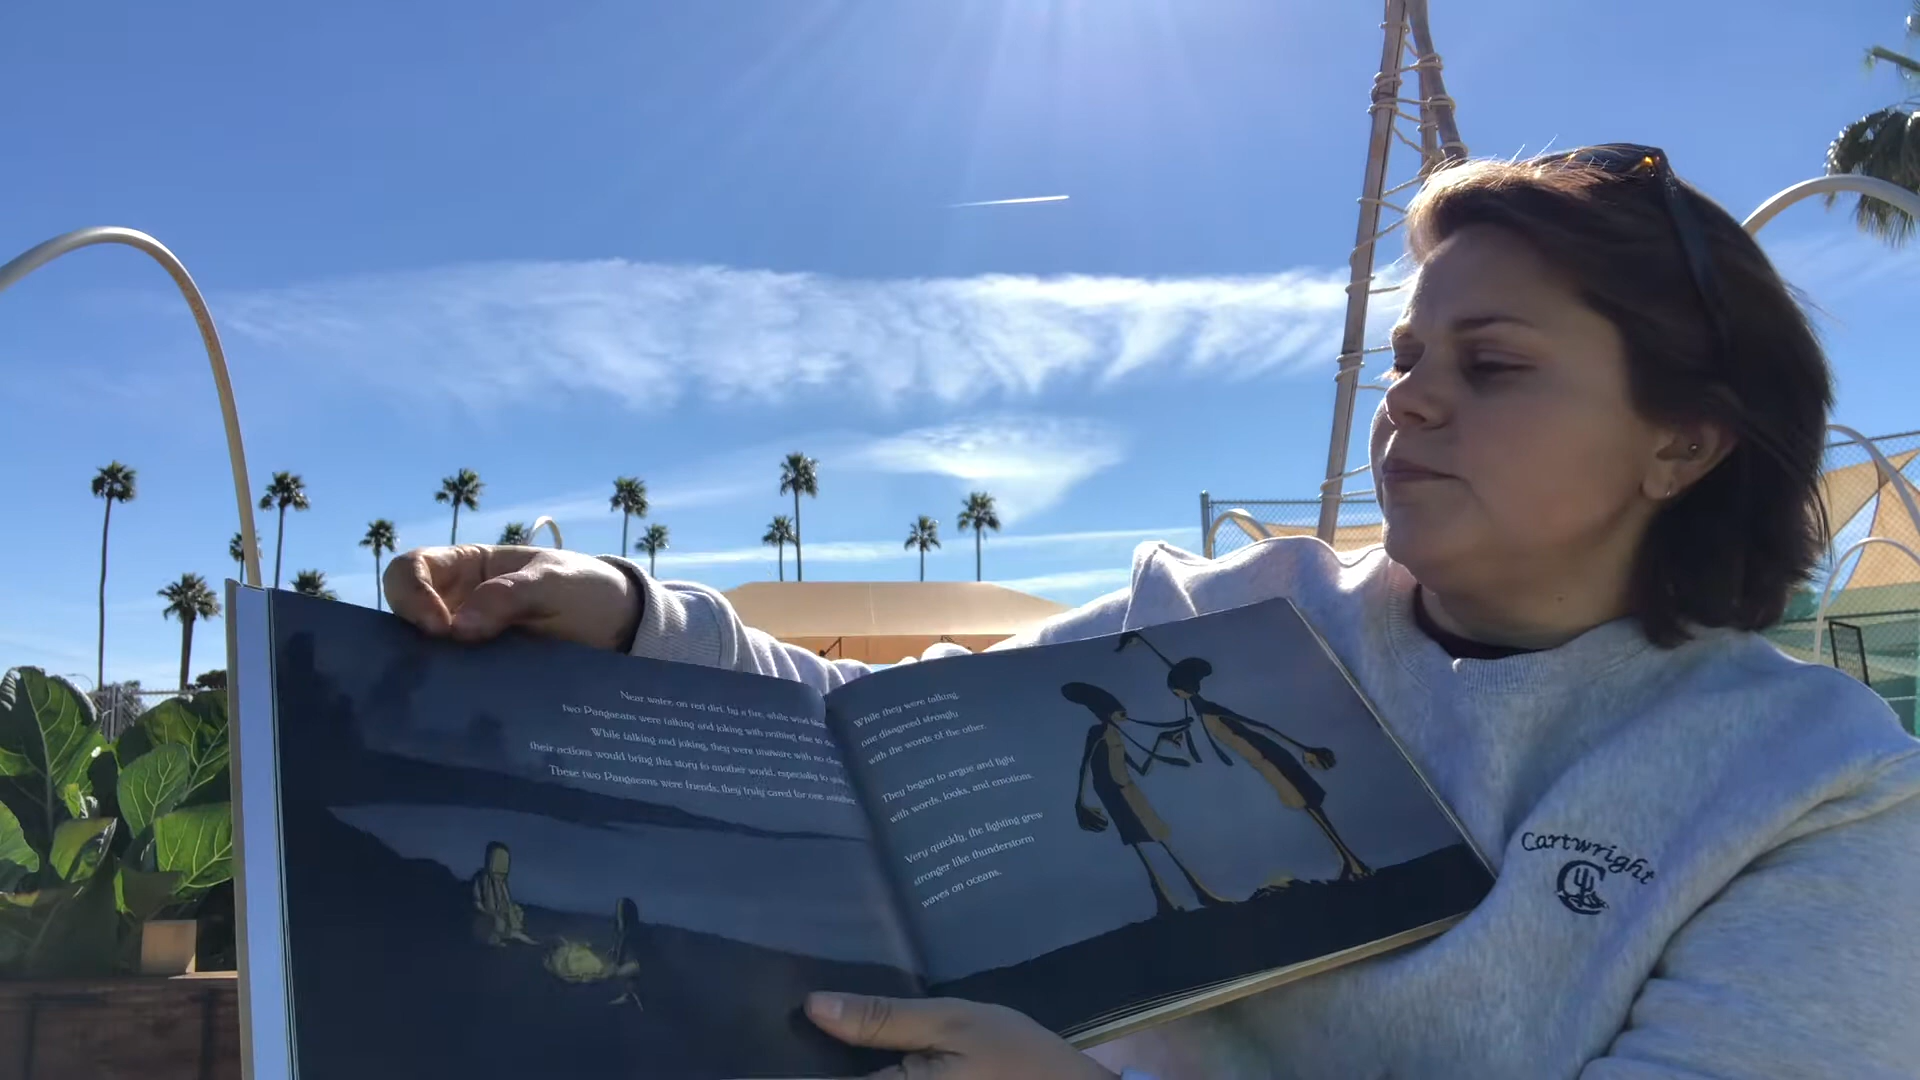 Near water, on red dirt, by a fire, while wind
two Pangaeans were talking and joking with nothing else to
While talking and joking, they were unaware with no
their actions would bring this story to another world, especially to
These two Pangaeans were friends, they truly cared for one another.
While they were talking,
one disagreed strongly
with the words of the other.
They began to argue and fight
with words, looks, and emotions.
Very quickly, the fighting grew
stronger like thunderstorm
waves on oceans.
Cartwright